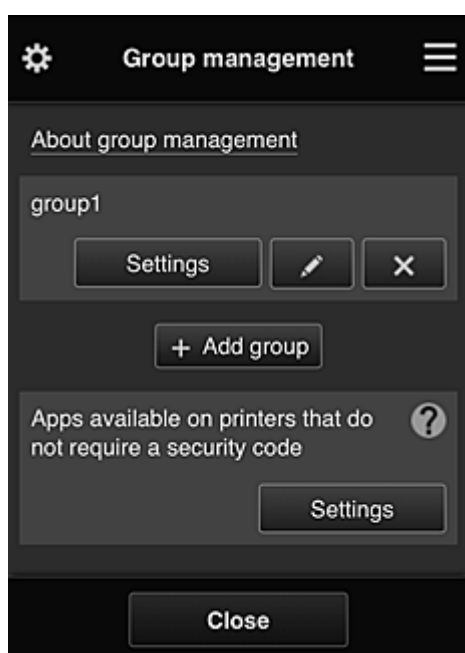 Group management
About group management
group1
Settings
+ Add group
Apps available on printers that do
not require a security code
?
Settings
Close